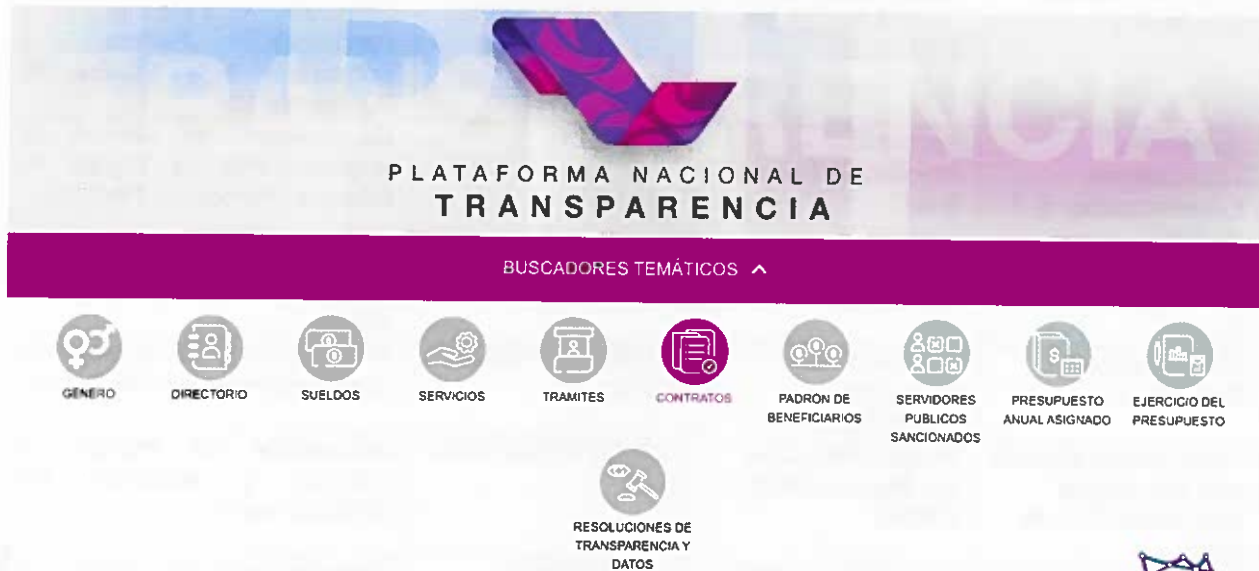 PLATAFORMA NACIONAL DE
TRANSPARENCIA
BUSCADORES TEMÁTICOS
GÉNERO
DIRECTORIO
SUELDOS
SERVICIOS
TRAMITES
CONTRATOS
PADRON DE
BENEFICIARIOS
SERVIDORES
PUBLICOS
SANCIONADOS
PRESUPUESTO
ANUAL ASIGNADO
EJERCICIO DEL
PRESUPUESTO
RESOLUCIONES DE
TRANSPARENCIA Y
DATOS